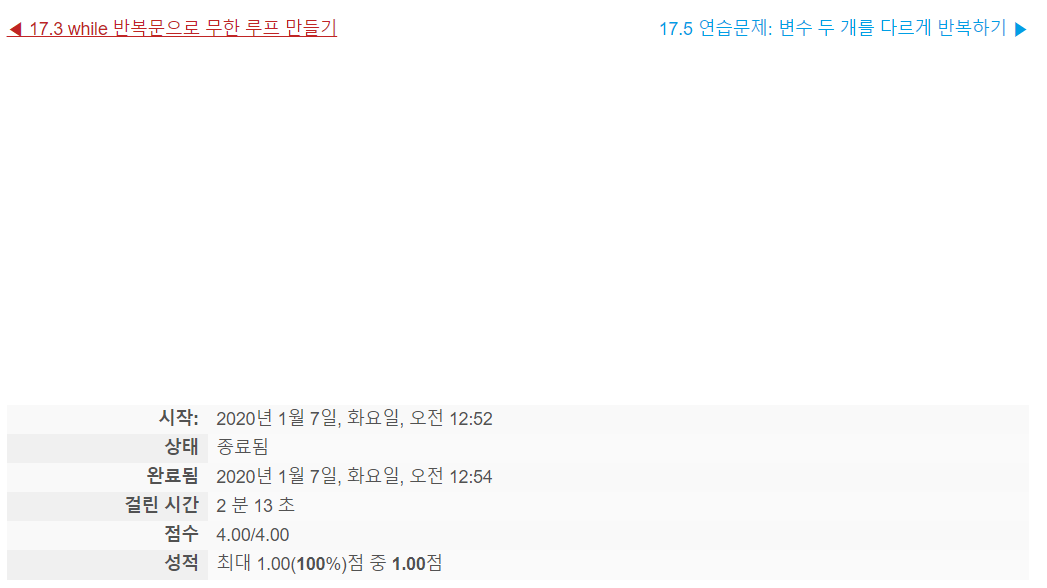 ◀ 17.3 while 반복문으로 무한 루프 만들기
17.5 연습문제: 변수 두 개를 다르게 반복하기 ▶
시작: 2020년 1월 7일, 화요일, 오전 12:52
상태 종료됨
완료됨 2020년 1월 7일, 화요일, 오전 12:54
걸린 시간 2 분 13 초
점수 4.00/4.00
성적 최대 1.00(100%)점 중 1.00점